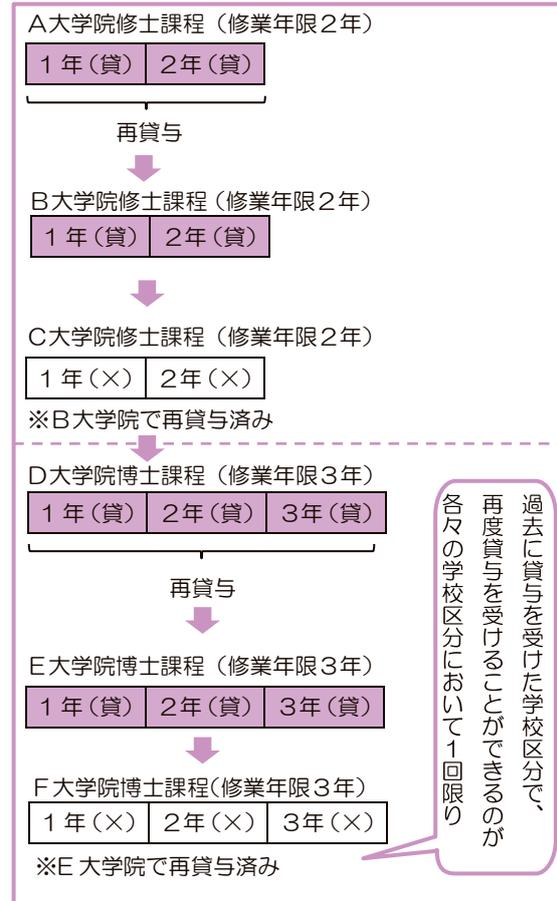 A大学院修士課程（修業年限２年）
１年（貸） ２年（貸）
再貸与
B大学院修士課程（修業年限２年）
１年（貸） ２年（貸）
C大学院修士課程（修業年限２年）
１年（×） ２年（×）
※B大学院で再貸与済み
D大学院博士課程（修業年限３年）
１年（貸） ２年（貸） ３年（貸）
再貸与
E大学院博士課程（修業年限３年）
１年（貸） ２年（貸） ３年（貸）
F大学院博士課程（修業年限３年）
１年（×） ２年（×） ３年（×）
※E 大学院で再貸与済み
過去に貸与を受けた学校区分で、
再度貸与を受けることができるのが
各々の学校区分において１回限り